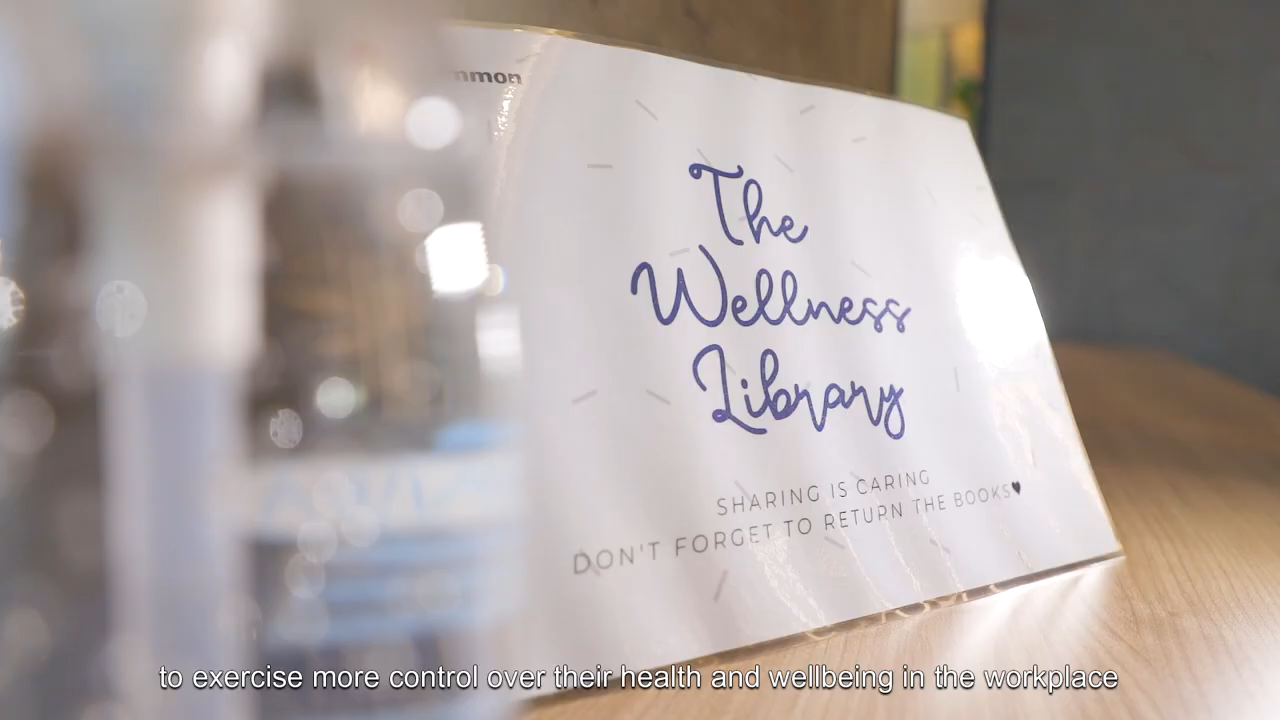 The
Wellness
Library
SHARING IS CARING
DON'T FORGET TO RETURN THE BOOKS♥
to exercise more control over their health and wellbeing in the workplace